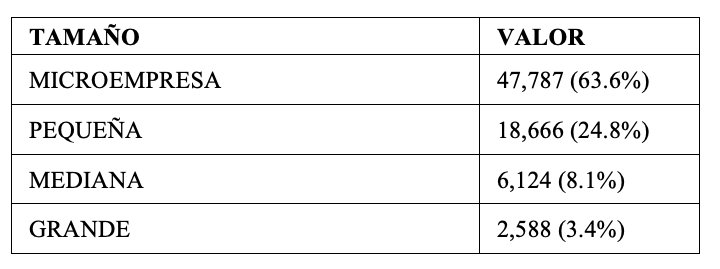 TAMAÑO VALOR
MICROEMPRESA 47,787 (63.6%)
PEQUEÑA 18,666 (24.8%)
MEDIANA 6,124 (8.1%)
GRANDE 2,588 (3.4%)